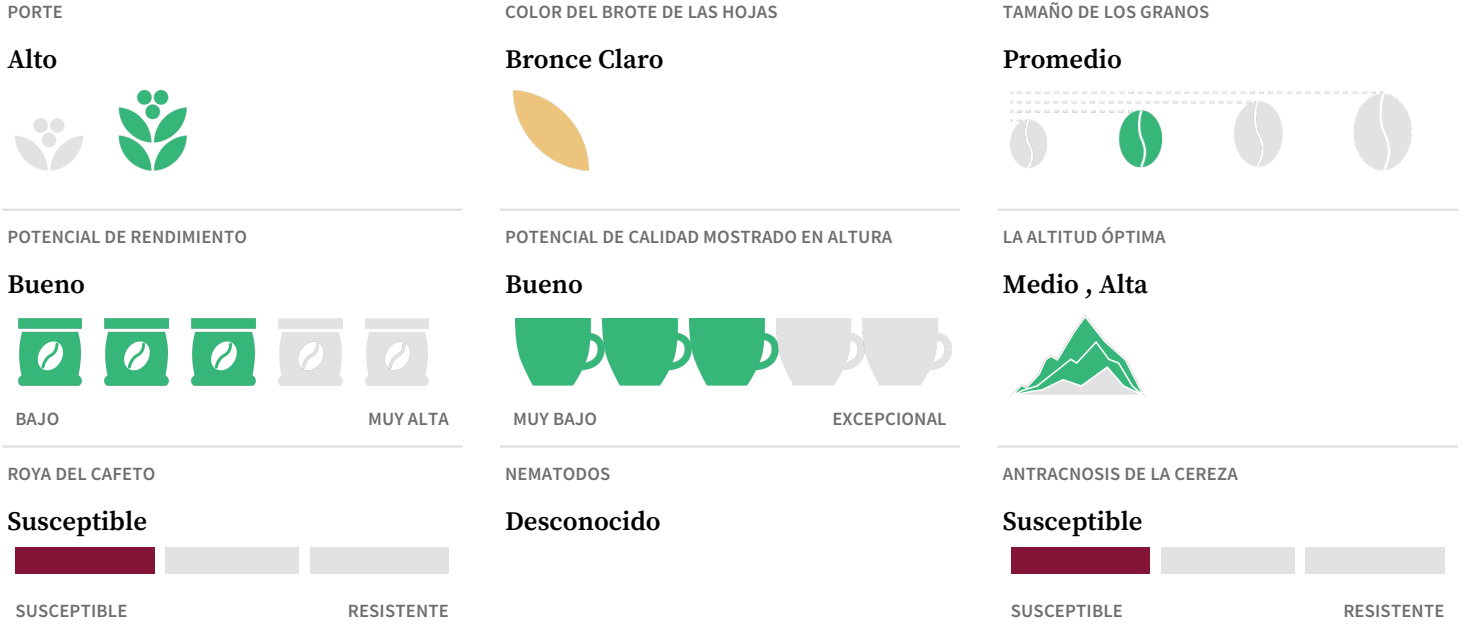 PORTE
Alto
COLOR DEL BROTE DE LAS HOJAS
Bronce Claro
TAMAÑO DE LOS GRANOS
Promedio
POTENCIAL DE RENDIMIENTO
Bueno
BAJO
MUY ALTA
POTENCIAL DE CALIDAD MOSTRADO EN ALTURA
Bueno
MUY BAJO
EXCEPCIONAL
LA ALTITUD ÓPTIMA
Medio , Alta
ROYA DEL CAFETO
Susceptible
SUSCEPTIBLE
RESISTENTE
NEMATODOS
Desconocido
ANTRACNOSIS DE LA CEREZA
Susceptible
SUSCEPTIBLE
RESISTENTE